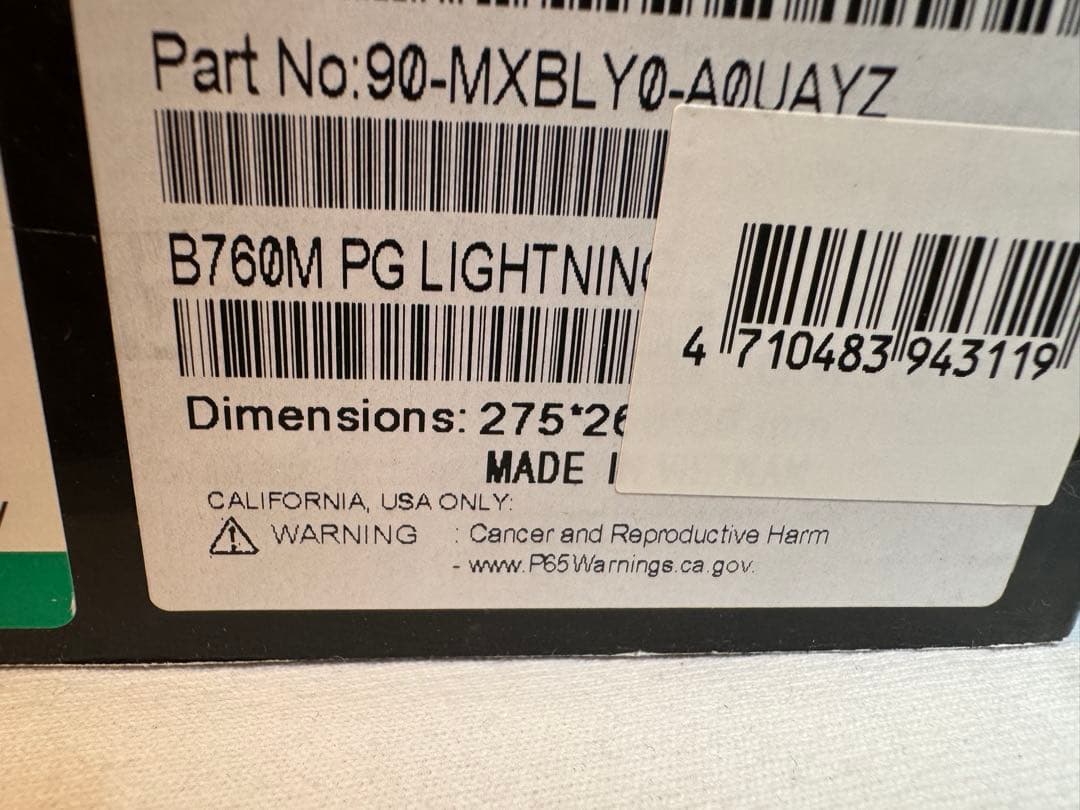 Part No:90-MXBLY0-A0UAYZ
B760M PG LIGHTNING
4 710483 943119
Dimensions: 275*26
MADE I
CALIFORNIA, USA ONLY:
⚠ WARNING : Cancer and Reproductive Harm
- www.P65Warnings.ca.gov.